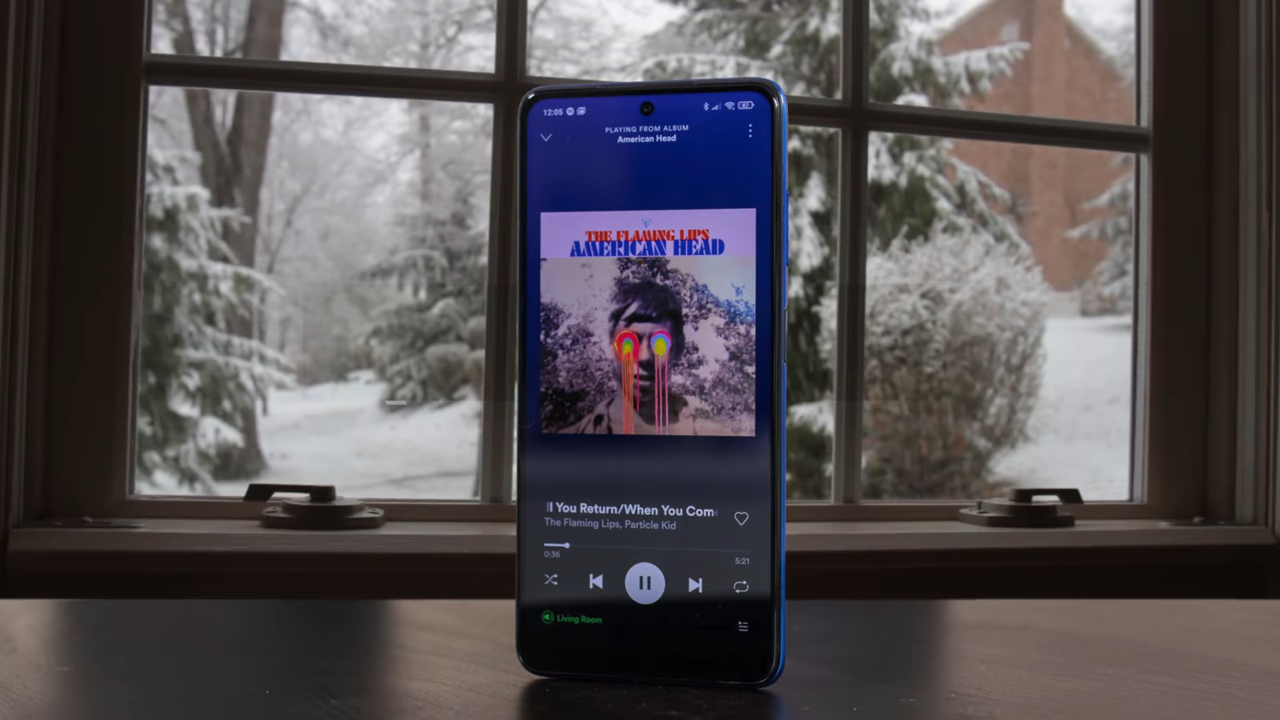 12:05
PLAYING FROM ALBUM
American Head
THE FLAMING LIPS
AMERICAN HEAD
l You Return/When You Com
The Flaming Lips, Particle Kid
0:36
5:21
Living Room